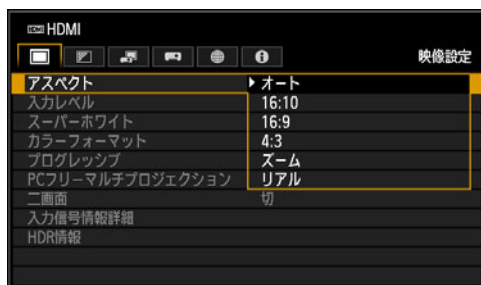 HDMI HDMI
映像設定
アスペクト オート
入力レベル 16:10
スーパーホワイト 16:9
カラーフォーマット 4:3
プログレッシブ ズーム
PCフリーマルチプロジェクション リアル
二画面 切
入力信号情報詳細
HDR情報